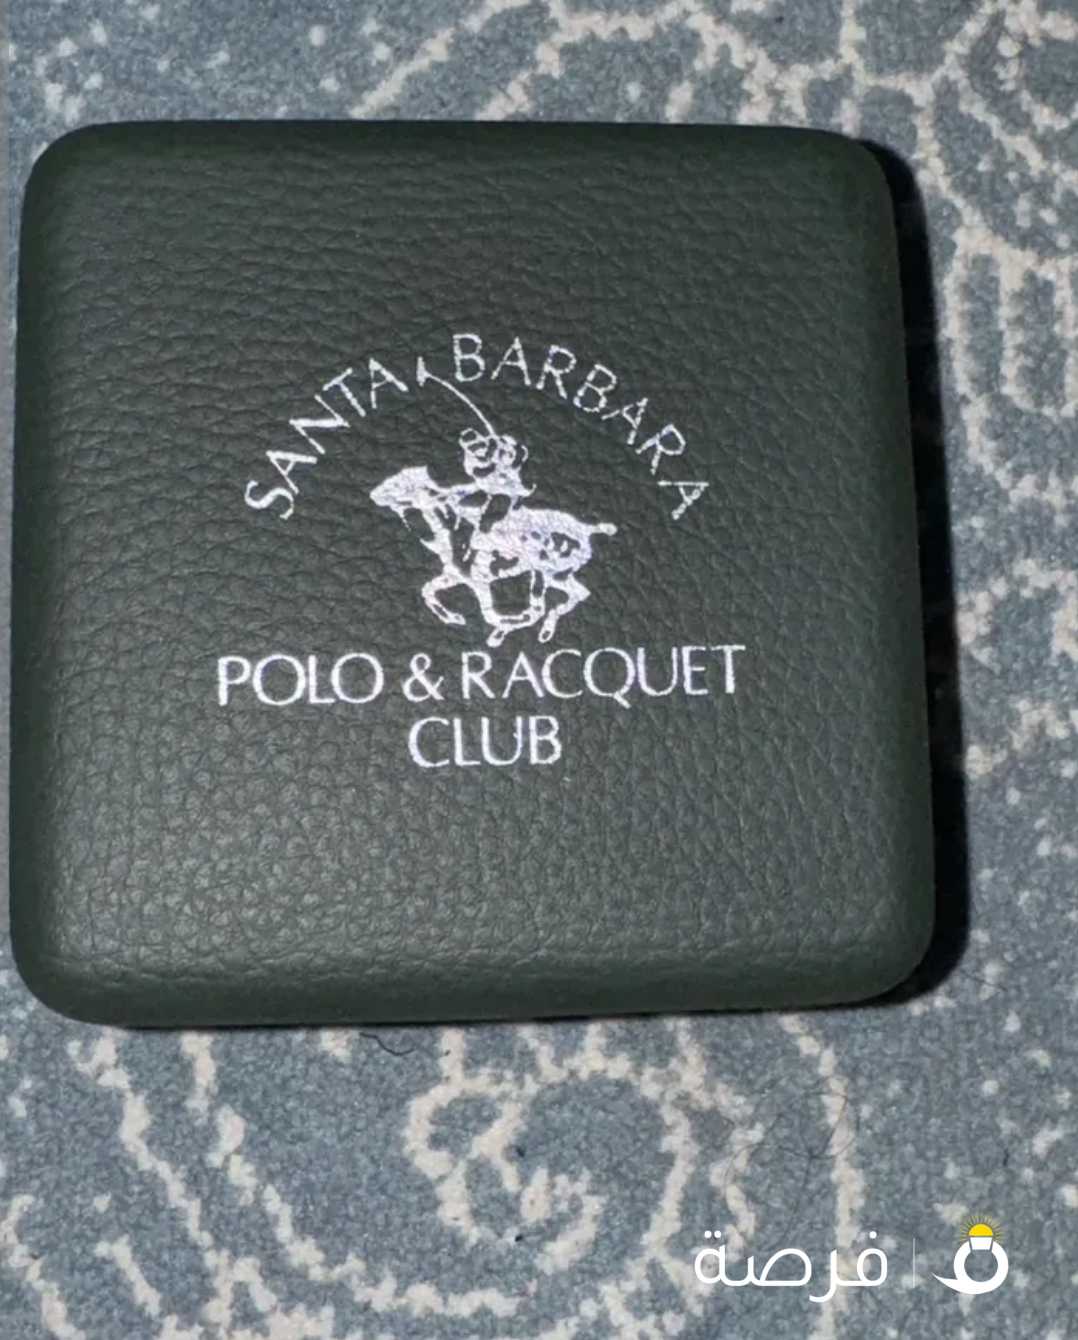 SANTA BARBARA
POLO & RACQUET
CLUB
فرصة